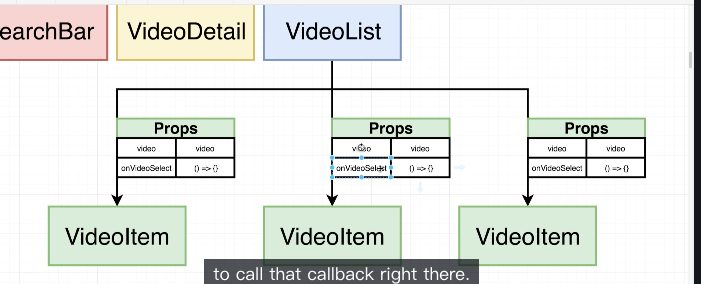 earchBar
VideoDetail
VideoList
Props
video video
onVideoSelect () => {}
Props
video video
onVideoSelect () => {}
Props
video video
onVideoSelect () => {}
VideoItem
VideoItem
VideoItem
to call that callback right there.